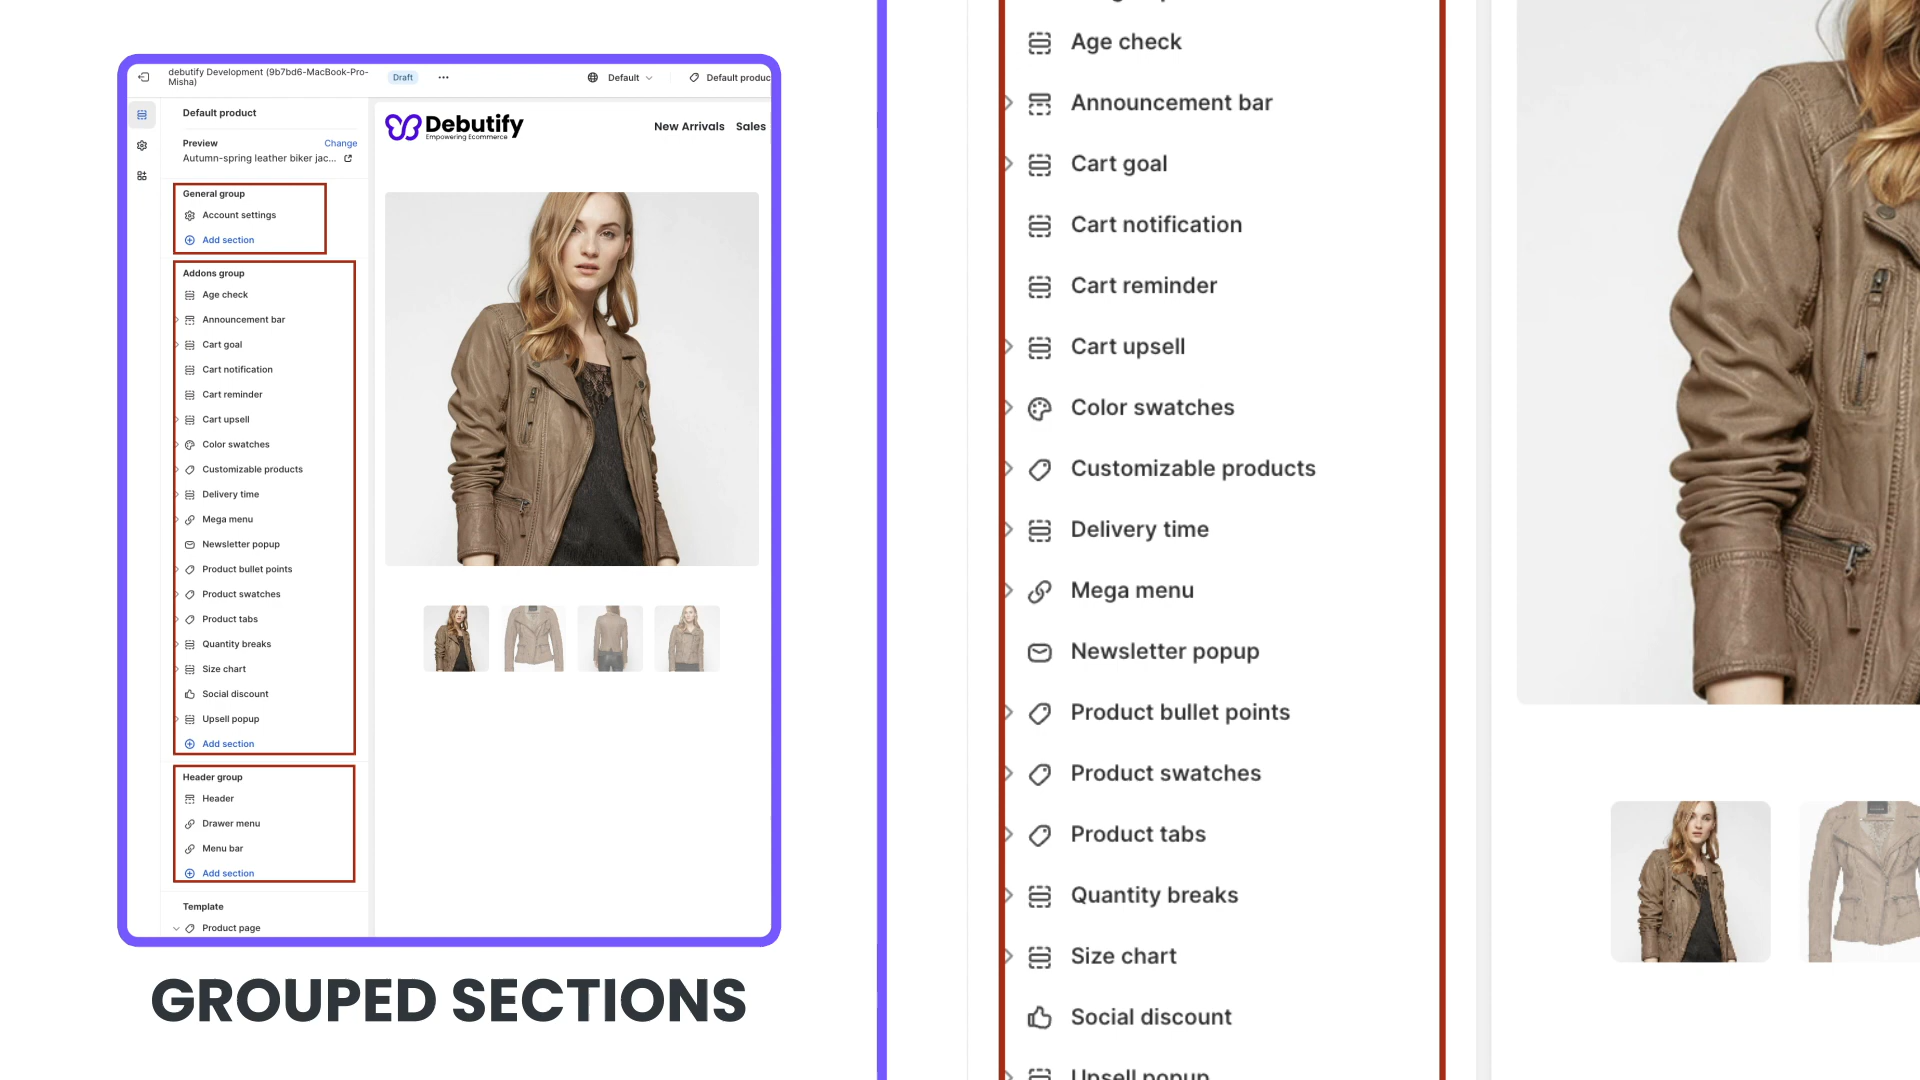 debutify Development (9b7bd6-MacBook-Pro-
Misha)
Draft
Default
Default produc
Default product
Preview
Change
Autumn-spring leather biker jac...
General group
Account settings
Add section
Addons group
Age check
Announcement bar
Cart goal
Cart notification
Cart reminder
Cart upsell
Color swatches
Customizable products
Delivery time
Mega menu
Newsletter popup
Product bullet points
Product swatches
Product tabs
Quantity breaks
Size chart
Social discount
Upsell popup
Add section
Header group
Header
Drawer menu
Menu bar
Add section
Template
Product page
Debutify
Empowering Ecommerce
New Arrivals Sales
GROUPED SECTIONS
Age check
Announcement bar
Cart goal
Cart notification
Cart reminder
Cart upsell
Color swatches
Customizable products
Delivery time
Mega menu
Newsletter popup
Product bullet points
Product swatches
Product tabs
Quantity breaks
Size chart
Social discount
Upsell popup